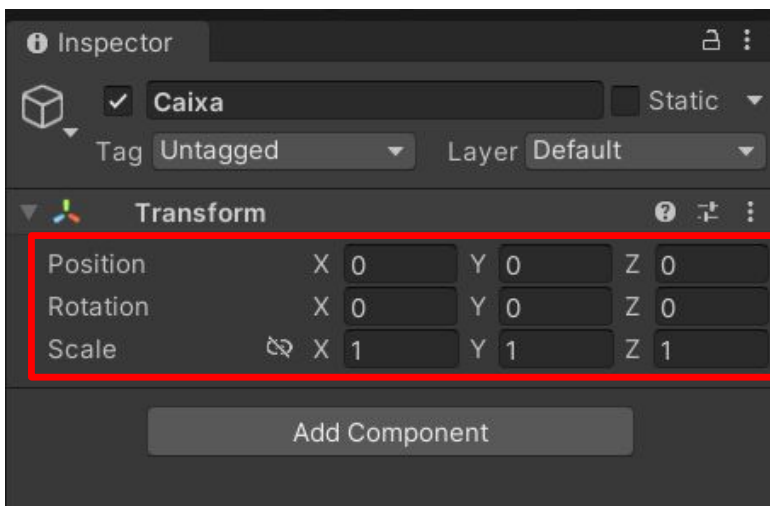 Inspector
Caixa Static
Tag Untagged Layer Default
Transform
Position X 0 Y 0 Z 0
Rotation X 0 Y 0 Z 0
Scale X 1 Y 1 Z 1
Add Component